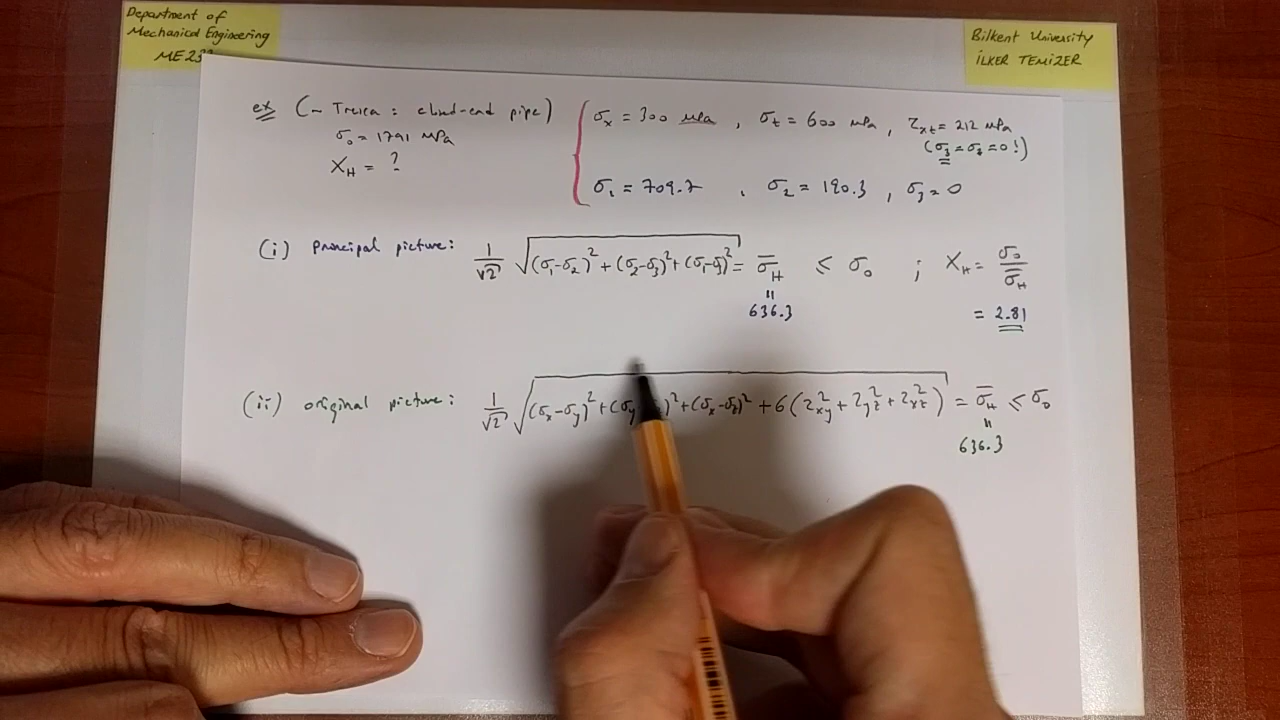 Department of
Mechanical Engineering
ME23
Bilkent University
İLKER TEMİZER
ex (~ Tresca : closed-end pipe)
σ₀ = 1791 MPa
X_H = ?
σₓ = 300 MPa , σ_t = 600 MPa , τ_xt = 212 MPa
(σ_3 = σ_z = 0!)
σ₁ = 709.7 , σ₂ = 190.3 , σ₃ = 0
(i) principal picture: 1/√2 √((σ₁-σ₂)² + (σ₂-σ₃)² + (σ₁-σ₃)²) = σ̄_H ≤ σ₀ ; X_H = σ₀/σ̄_H
= 636.3
= 2.81
(ii) original picture: 1/√2 √((σₓ-σ_y)² + (σ_y )² + (σₓ-σ_z)² + 6(τ_xy² + τ_yz² + τ_xz²)) = σ̄_H ≤ σ₀
= 636.3